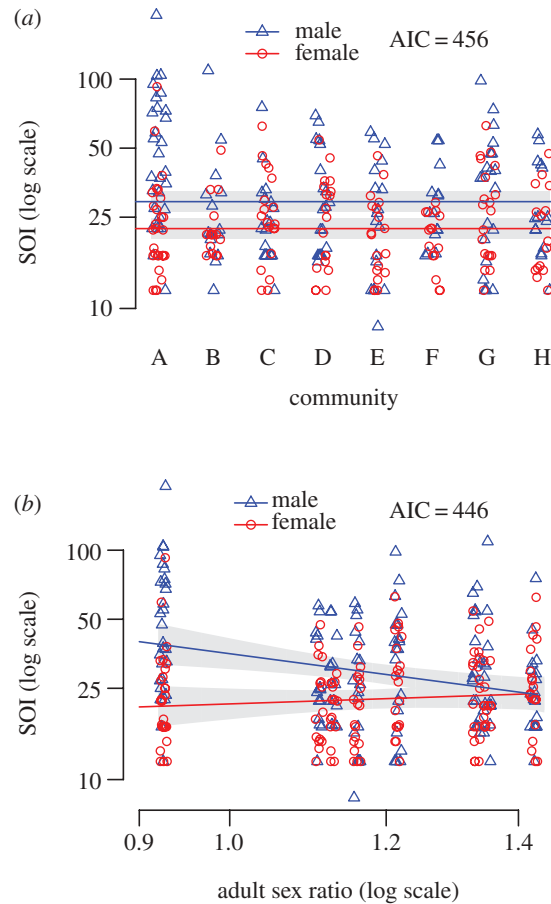 (a)
male
female
AIC = 456
100
50
25
10
SOI (log scale)
A B C D E F G H
community
(b)
male
female
AIC = 446
100
50
25
10
SOI (log scale)
0.9 1.0 1.2 1.4
adult sex ratio (log scale)